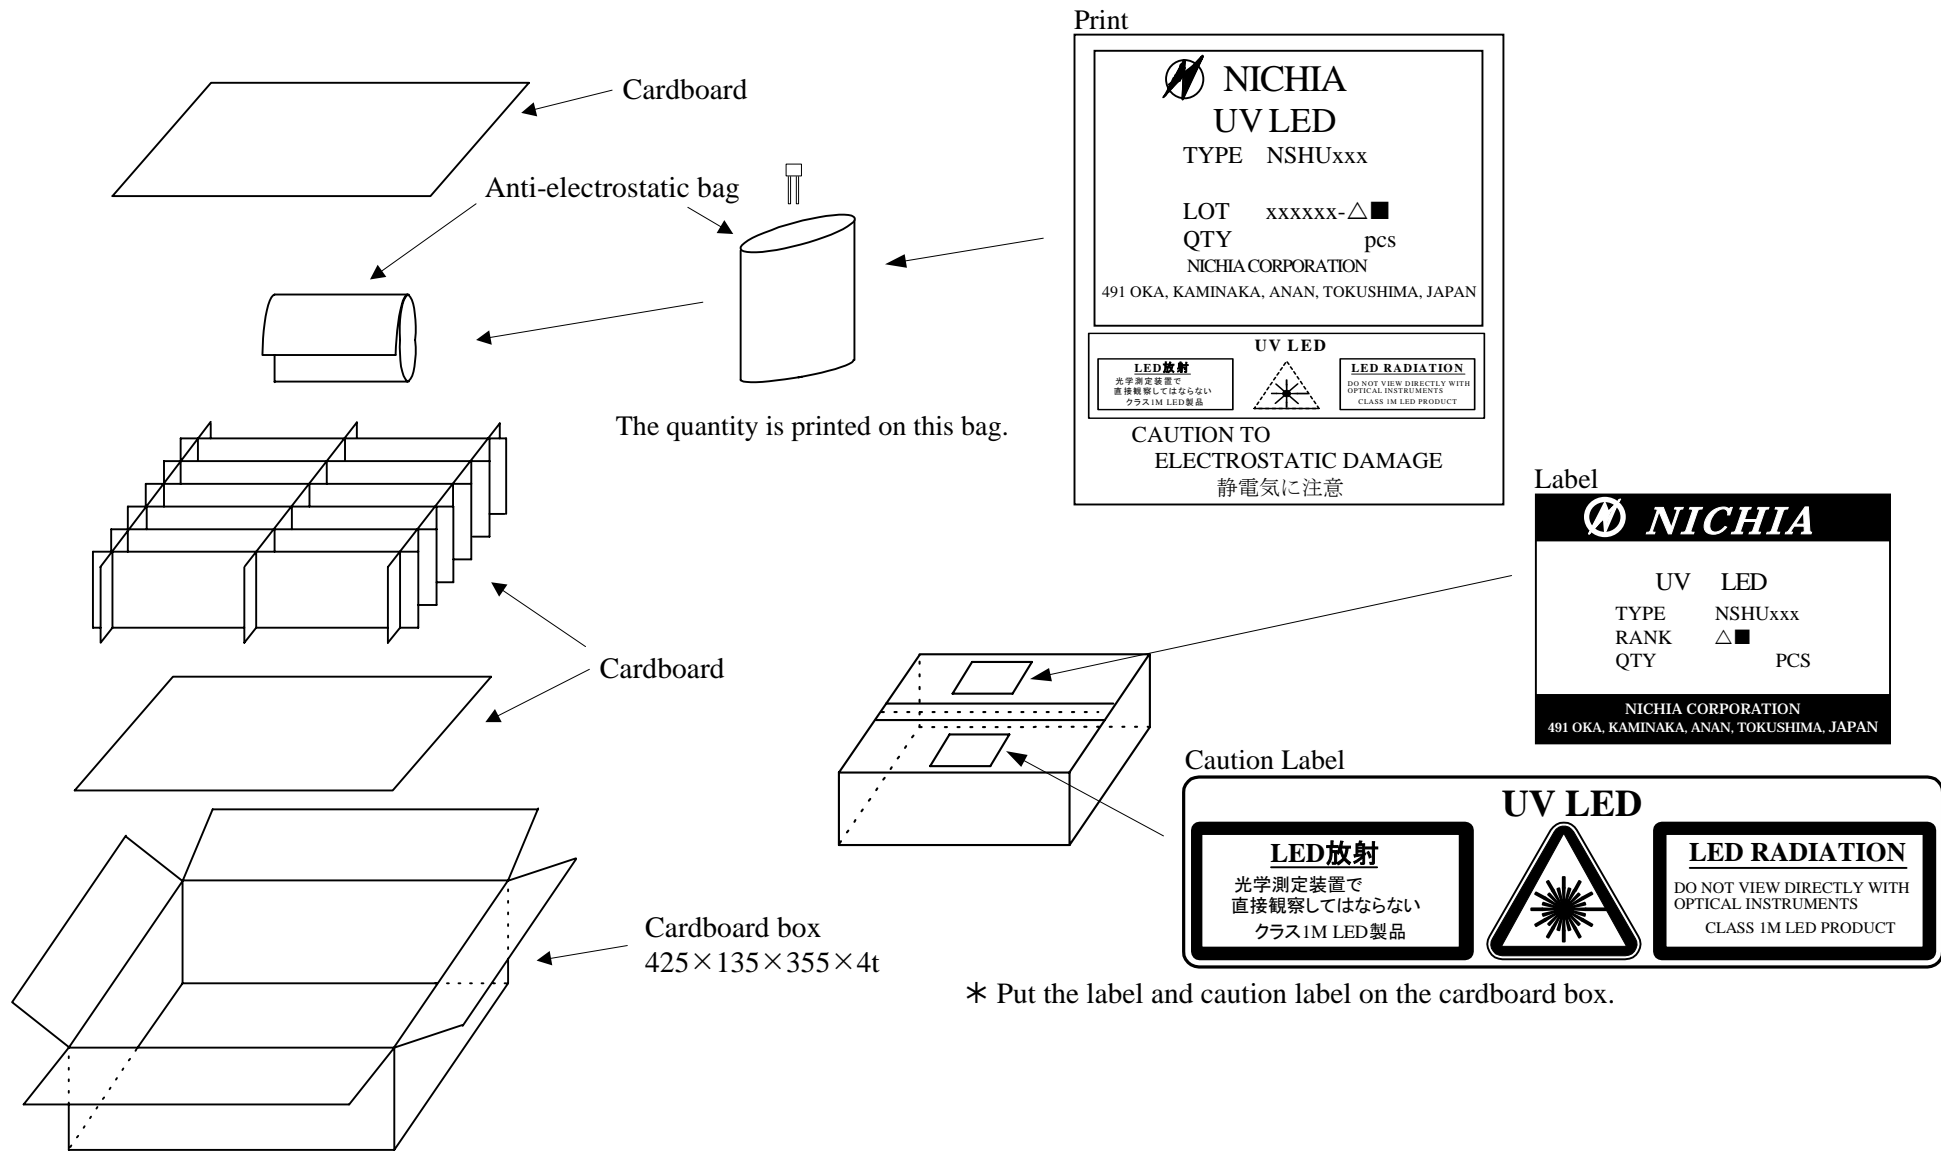 Print
NICHIA
UV LED
TYPE NSHUxxx
LOT xxxxxx-△■
QTY pcs
NICHIA CORPORATION
491 OKA, KAMINAKA, ANAN, TOKUSHIMA, JAPAN
UV LED
LED放射
光学測定装置で
直接観察してはならない
クラス1M LED製品
LED RADIATION
DO NOT VIEW DIRECTLY WITH
OPTICAL INSTRUMENTS
CLASS 1M LED PRODUCT
CAUTION TO
ELECTROSTATIC DAMAGE
静電気に注意
Cardboard
Anti-electrostatic bag
The quantity is printed on this bag.
Label
NICHIA
UV LED
TYPE NSHUxxx
RANK △■
QTY PCS
NICHIA CORPORATION
491 OKA, KAMINAKA, ANAN, TOKUSHIMA, JAPAN
Cardboard
Caution Label
UV LED
LED放射
光学測定装置で
直接観察してはならない
クラス1M LED製品
LED RADIATION
DO NOT VIEW DIRECTLY WITH
OPTICAL INSTRUMENTS
CLASS 1M LED PRODUCT
Cardboard box
425×135×355×4t
＊ Put the label and caution label on the cardboard box.